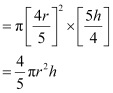 = π[4r/5]² × [5h/4]
= 4/5 πr²h